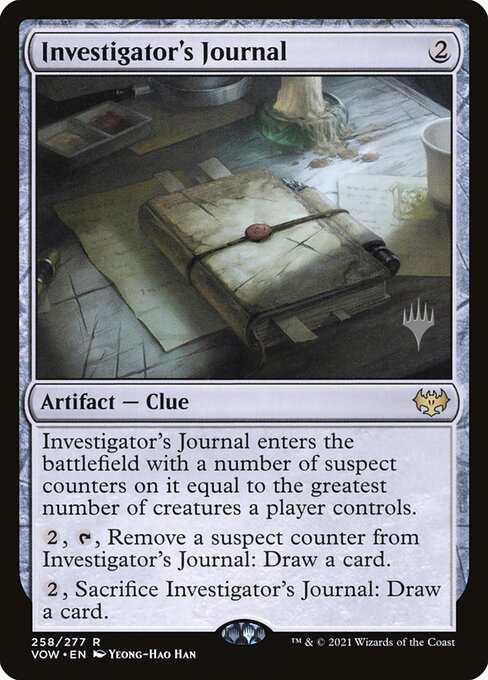 Investigator's Journal 2
Artifact — Clue
Investigator's Journal enters the
battlefield with a number of suspect
counters on it equal to the greatest
number of creatures a player controls.
2, , Remove a suspect counter from
Investigator's Journal: Draw a card.
2, Sacrifice Investigator's Journal: Draw
a card.
258/277 R
VOW • EN Yeong-Hao Han
™ & © 2021 Wizards of the Coast